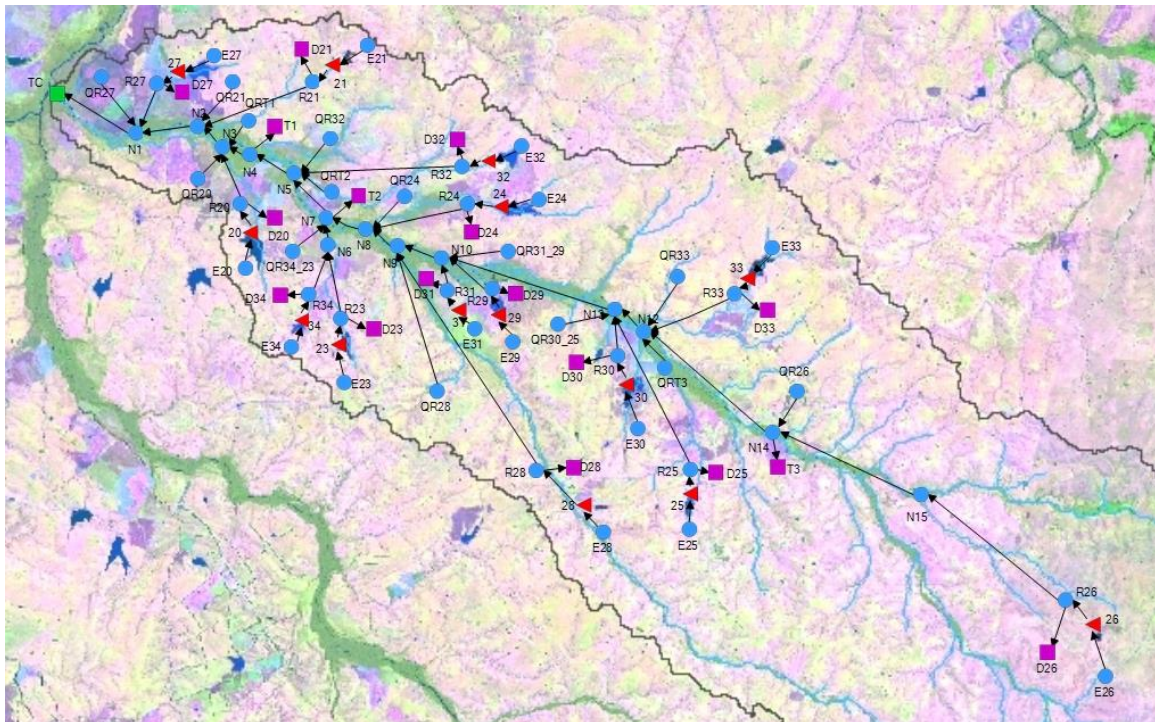 D21
E21
27
E27
TC
R27
D27
21
QR27
QR21
R21
QRT1
N2
T1
QR32
D32
N1
N3
E32
N4
R32
32
N5
QRT2
QR24
24
QR20
T2
R24
E24
R20
N7
D20
N8
D24
20
E33
N6
N9
N10
QR31_29
E20
QR34_23
33
QR33
D31
R31
R29
D29
R33
D34
R34
D33
N13
34
R23
31
29
N12
D23
E31
QR30_25
E34
23
E29
R30
D30
QRT3
QR26
E23
30
QR28
E30
N14
R28
D28
R25
D25
T3
28
25
N15
E28
E25
R26
26
D26
E26